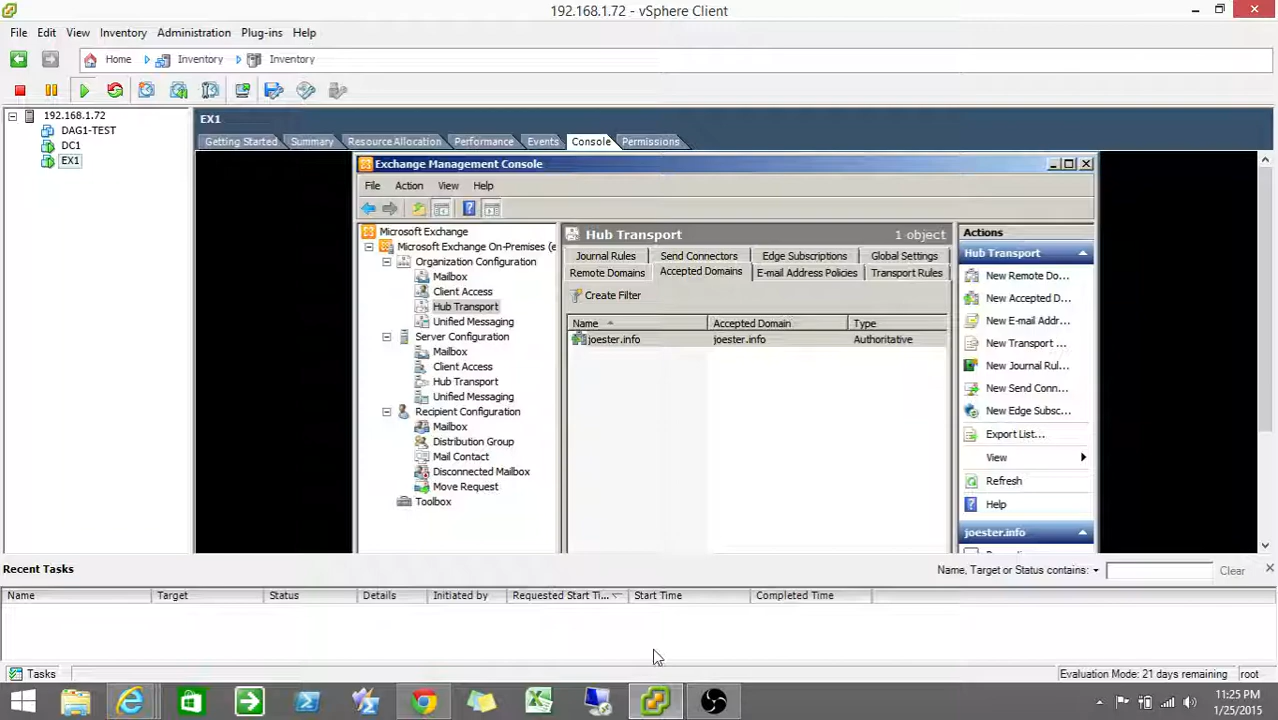 192.168.1.72 - vSphere Client
File Edit View Inventory Administration Plug-ins Help
Home Inventory Inventory
192.168.1.72
DAG1-TEST
DC1
EX1
EX1
Getting Started Summary Resource Allocation Performance Events Console Permissions
Exchange Management Console
File Action View Help
Microsoft Exchange
Microsoft Exchange On-Premises (e
Organization Configuration
Mailbox
Client Access
Hub Transport
Unified Messaging
Server Configuration
Mailbox
Client Access
Hub Transport
Unified Messaging
Recipient Configuration
Mailbox
Distribution Group
Mail Contact
Disconnected Mailbox
Move Request
Toolbox
Hub Transport 1 object
Journal Rules Send Connectors Edge Subscriptions Global Settings
Remote Domains Accepted Domains E-mail Address Policies Transport Rules
Create Filter
Name Accepted Domain Type
joester.info joester.info Authoritative
Actions
Hub Transport
New Remote Do...
New Accepted D...
New E-mail Addr...
New Transport ...
New Journal Rul...
New Send Conn...
New Edge Subsc...
Export List...
View
Refresh
Help
joester.info
Recent Tasks
Name, Target or Status contains: Clear
Name Target Status Details Initiated by Requested Start Ti... Start Time Completed Time
Tasks
Evaluation Mode: 21 days remaining root
11:25 PM
1/25/2015